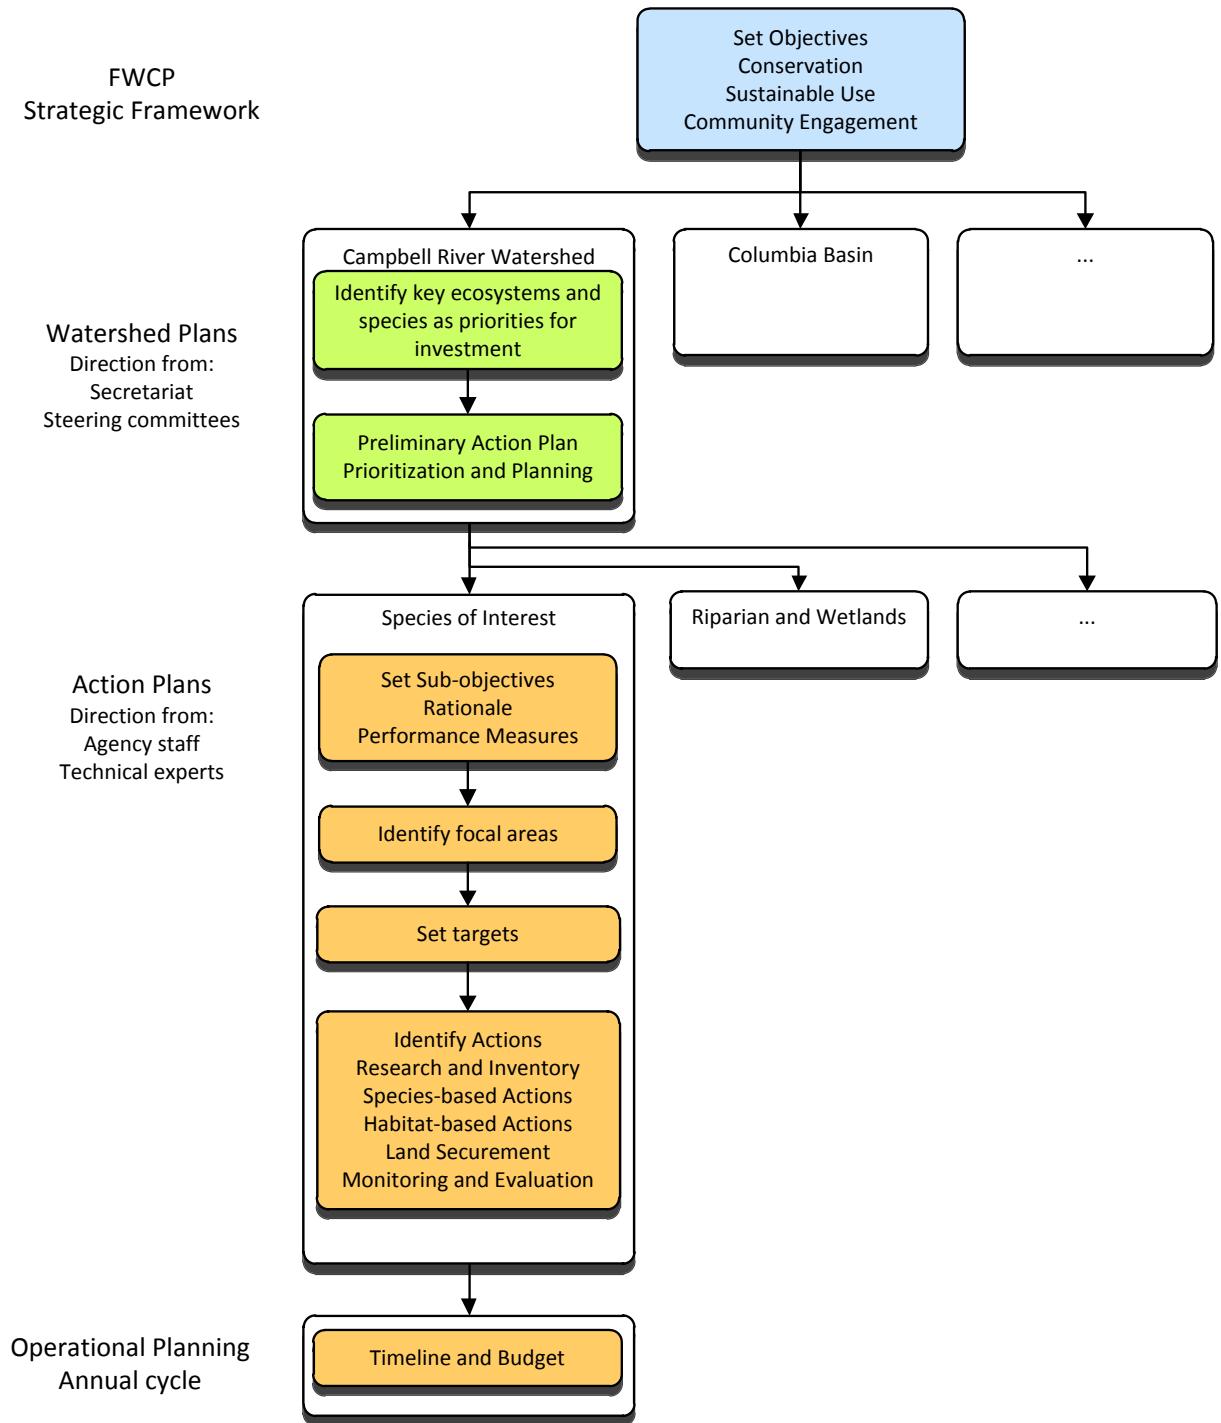 FWCP
Strategic Framework
Set Objectives
Conservation
Sustainable Use
Community Engagement
Watershed Plans
Direction from:
Secretariat
Steering committees
Campbell River Watershed
Identify key ecosystems and
species as priorities for
investment
Preliminary Action Plan
Prioritization and Planning
Columbia Basin
...
Action Plans
Direction from:
Agency staff
Technical experts
Species of Interest
Set Sub-objectives
Rationale
Performance Measures
Identify focal areas
Set targets
Identify Actions
Research and Inventory
Species-based Actions
Habitat-based Actions
Land Securement
Monitoring and Evaluation
Riparian and Wetlands
...
Operational Planning
Annual cycle
Timeline and Budget